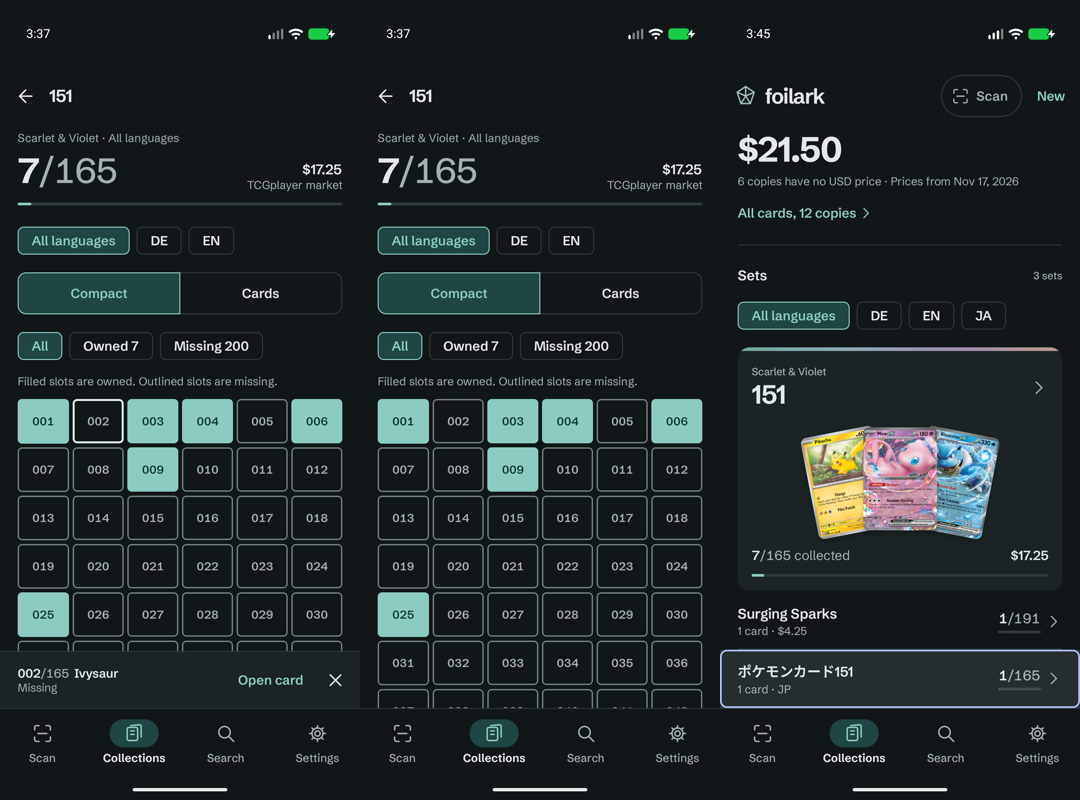 3:37
151
Scarlet & Violet · All languages
7/165
$17.25
TCGplayer market
All languages DE EN
Compact Cards
All Owned 7 Missing 200
Filled slots are owned. Outlined slots are missing.
001 002 003 004 005 006
007 008 009 010 011 012
013 014 015 016 017 018
019 020 021 022 023 024
025 026 027 028 029 030
002/165 Ivysaur
Missing
Open card
Scan Collections Search Settings
3:37
151
Scarlet & Violet · All languages
7/165
$17.25
TCGplayer market
All languages DE EN
Compact Cards
All Owned 7 Missing 200
Filled slots are owned. Outlined slots are missing.
001 002 003 004 005 006
007 008 009 010 011 012
013 014 015 016 017 018
019 020 021 022 023 024
025 026 027 028 029 030
031 032 033 034 035 036
Scan Collections Search Settings
3:45
foilark
Scan
New
$21.50
6 copies have no USD price · Prices from Nov 17, 2026
All cards, 12 copies
Sets
3 sets
All languages DE EN JA
Scarlet & Violet
151
Pikachu
7/165 collected
$17.25
Surging Sparks
1 card · $4.25
1/191
ポケモンカード151
1 card · JP
1/165
Scan Collections Search Settings